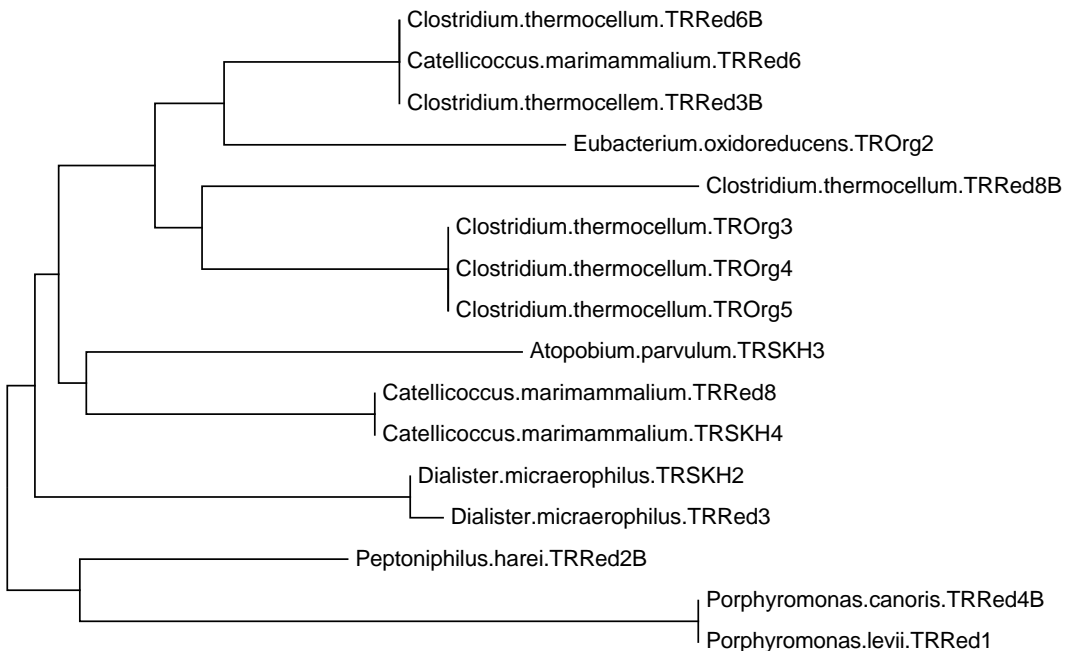 Clostridium.thermocellum.TRRed6B
Catellicoccus.marimammalium.TRRed6
Clostridium.thermocellem.TRRed3B
Eubacterium.oxidoreducens.TROrg2
Clostridium.thermocellum.TRRed8B
Clostridium.thermocellum.TROrg3
Clostridium.thermocellum.TROrg4
Clostridium.thermocellum.TROrg5
Atopobium.parvulum.TRSKH3
Catellicoccus.marimammalium.TRRed8
Catellicoccus.marimammalium.TRSKH4
Dialister.micraerophilus.TRSKH2
Dialister.micraerophilus.TRRed3
Peptoniphilus.harei.TRRed2B
Porphyromonas.canoris.TRRed4B
Porphyromonas.levii.TRRed1